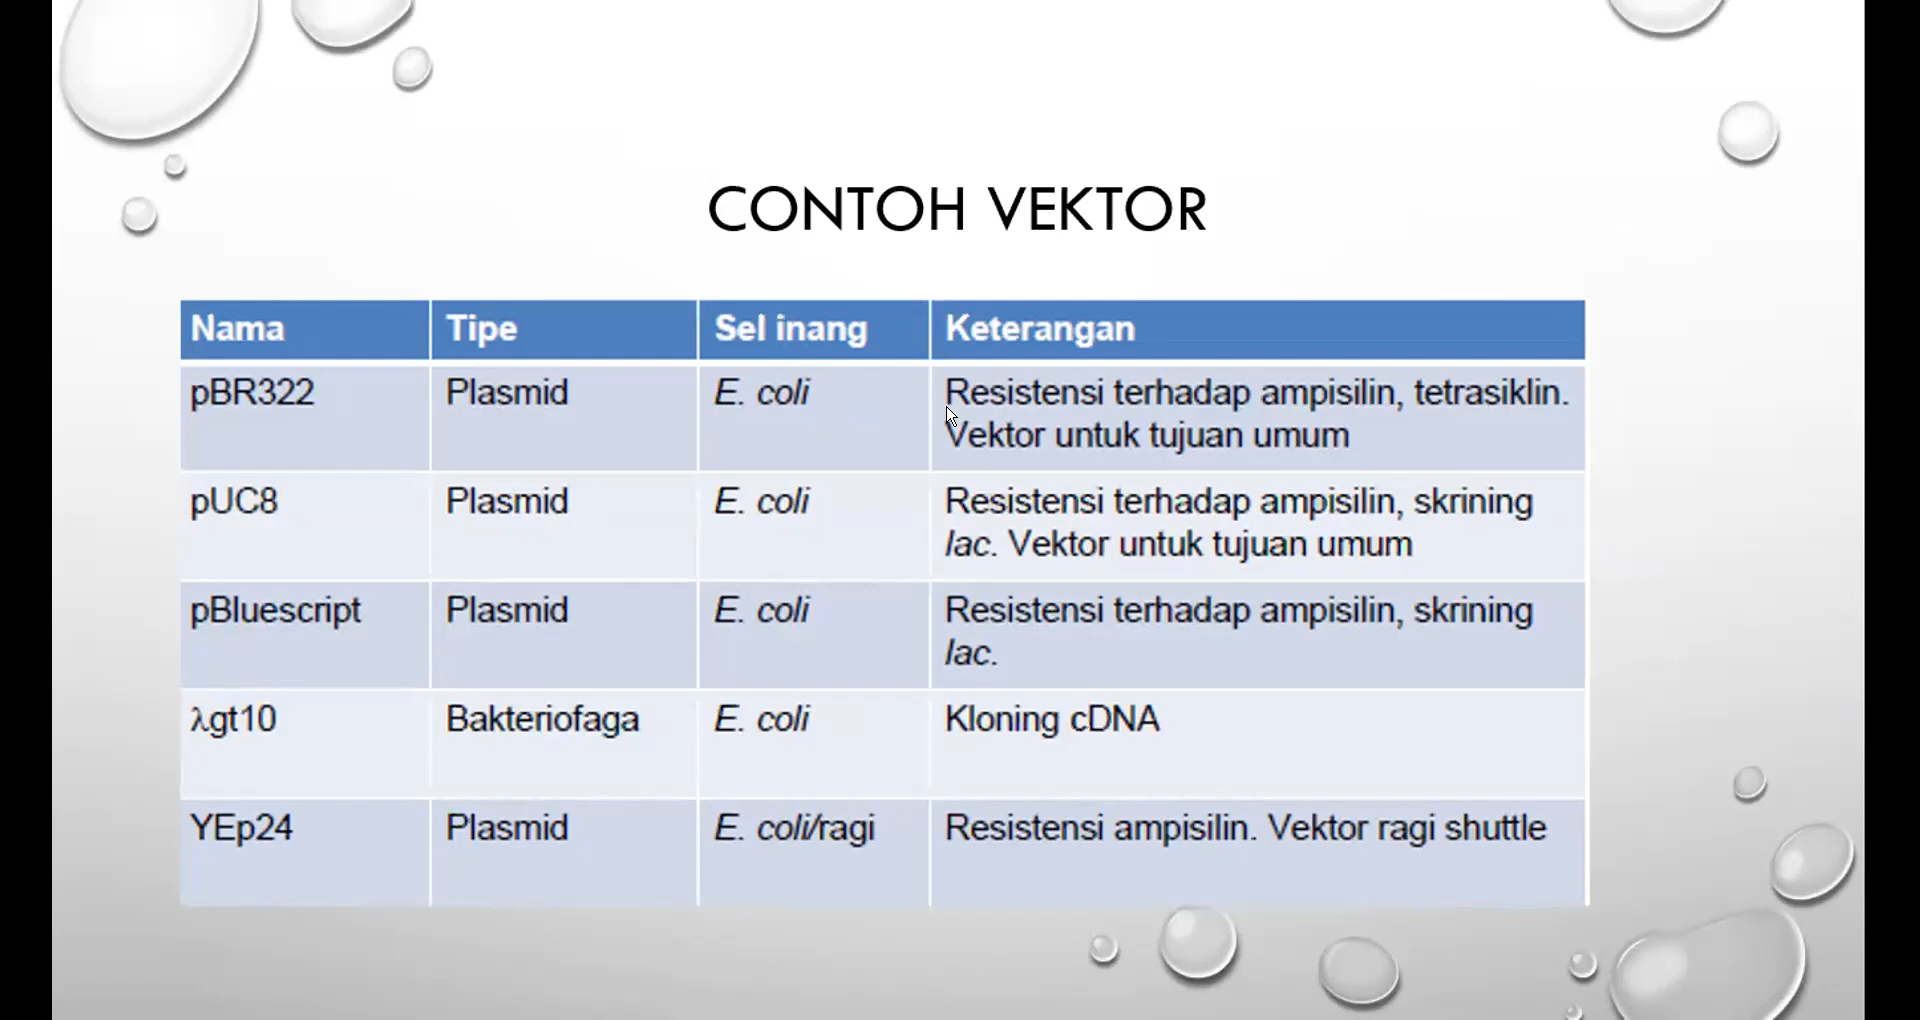 CONTOH VEKTOR
Nama Tipe Sel inang Keterangan
pBR322 Plasmid E. coli Resistensi terhadap ampisilin, tetrasiklin.
Vektor untuk tujuan umum
pUC8 Plasmid E. coli Resistensi terhadap ampisilin, skrining
lac. Vektor untuk tujuan umum
pBluescript Plasmid E. coli Resistensi terhadap ampisilin, skrining
lac.
λgt10 Bakteriofaga E. coli Kloning cDNA
YEp24 Plasmid E. coli/ragi Resistensi ampisilin. Vektor ragi shuttle